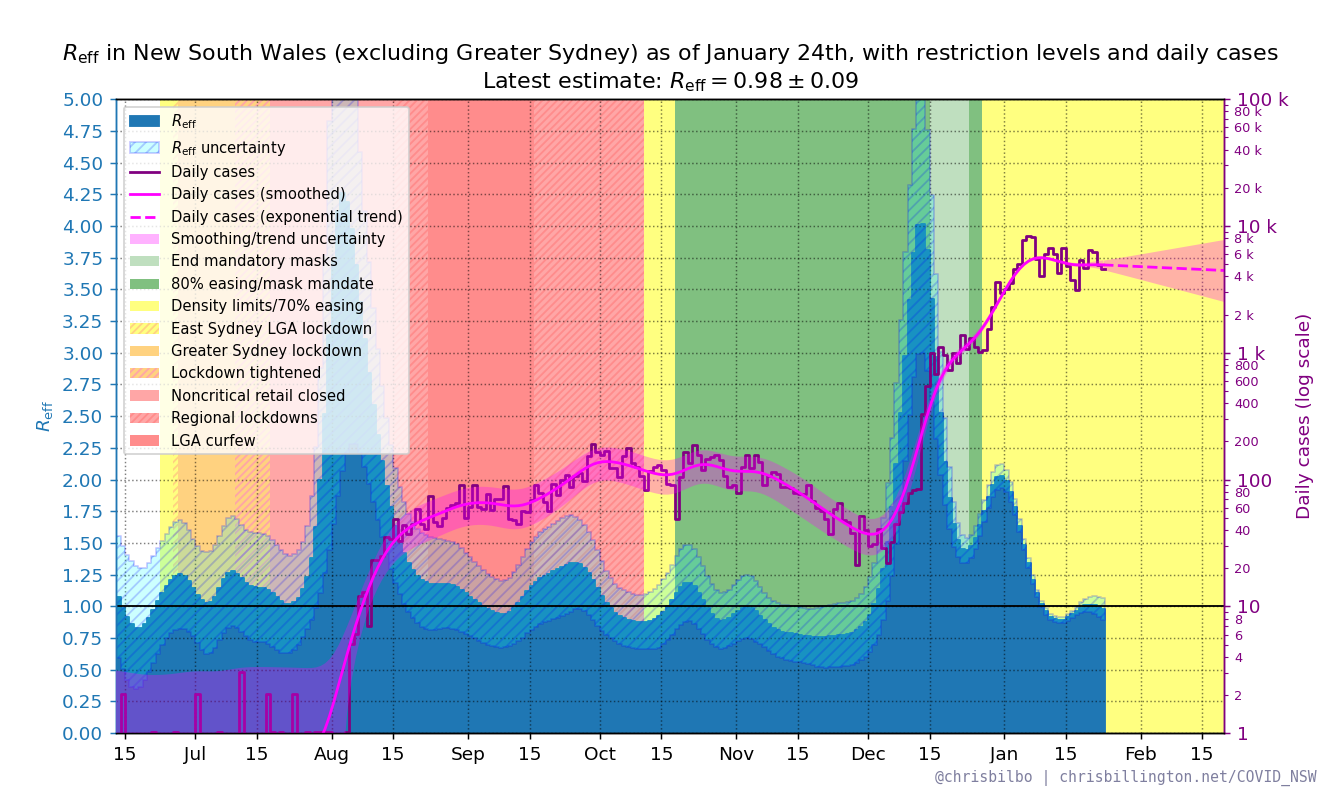 Reff in New South Wales (excluding Greater Sydney) as of January 24th, with restriction levels and daily cases
Latest estimate: Reff = 0.98 ± 0.09
5.00
4.75
4.50
4.25
4.00
3.75
3.50
3.25
3.00
2.75
2.50
2.25
2.00
1.75
1.50
1.25
1.00
0.75
0.50
0.25
0.00
Reff
Reff
Reff uncertainty
Daily cases
Daily cases (smoothed)
Daily cases (exponential trend)
Smoothing/trend uncertainty
End mandatory masks
80% easing/mask mandate
Density limits/70% easing
East Sydney LGA lockdown
Greater Sydney lockdown
Lockdown tightened
Noncritical retail closed
Regional lockdowns
LGA curfew
100 k
80 k
60 k
40 k
20 k
10 k
8 k
6 k
4 k
2 k
1 k
800
600
400
200
100
80
60
40
20
10
8
6
4
2
1
Daily cases (log scale)
15 Jul 15 Aug 15 Sep 15 Oct 15 Nov 15 Dec 15 Jan 15 Feb 15
@chrisbilbo | chrisbillington.net/COVID_NSW